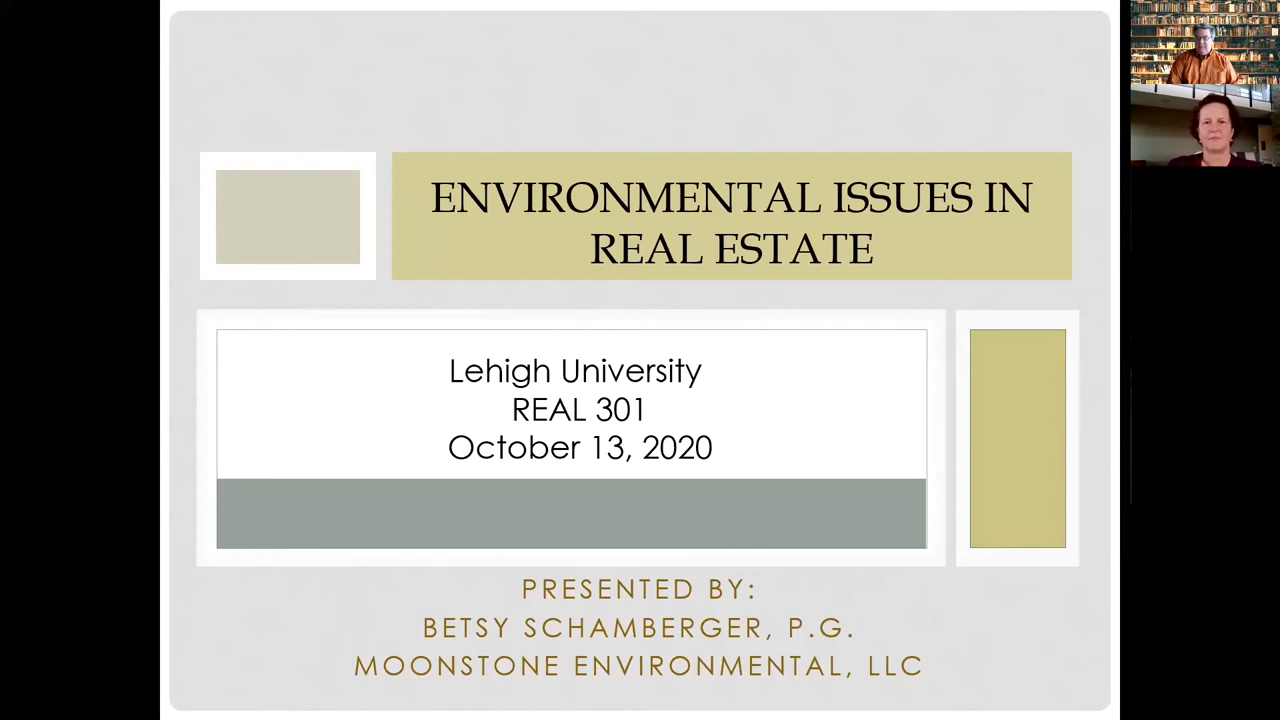 ENVIRONMENTAL ISSUES IN
REAL ESTATE
Lehigh University
REAL 301
October 13, 2020
PRESENTED BY:
BETSY SCHAMBERGER, P.G.
MOONSTONE ENVIRONMENTAL, LLC